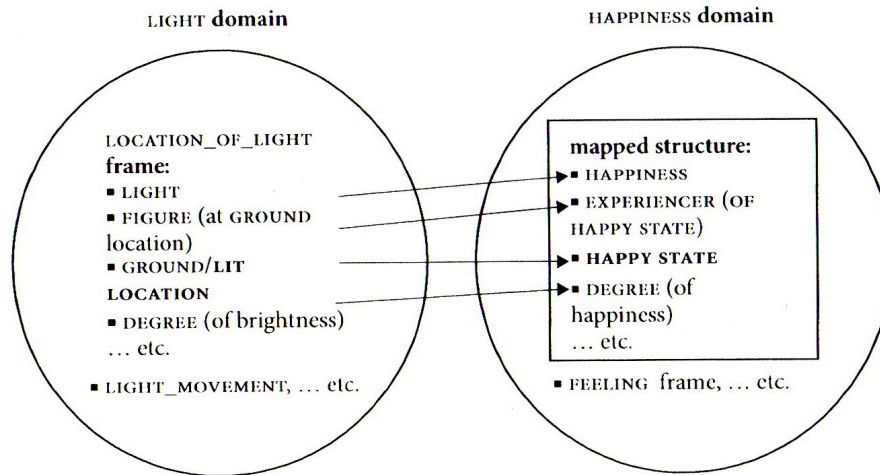 LIGHT domain
HAPPINESS domain
LOCATION_OF_LIGHT
frame:
▪ LIGHT
▪ FIGURE (at GROUND
location)
▪ GROUND/LIT
LOCATION
▪ DEGREE (of brightness)
… etc.
▪ LIGHT_MOVEMENT, … etc.
mapped structure:
▪ HAPPINESS
▪ EXPERIENCER (OF
HAPPY STATE)
▪ HAPPY STATE
▪ DEGREE (of
happiness)
… etc.
▪ FEELING frame, … etc.